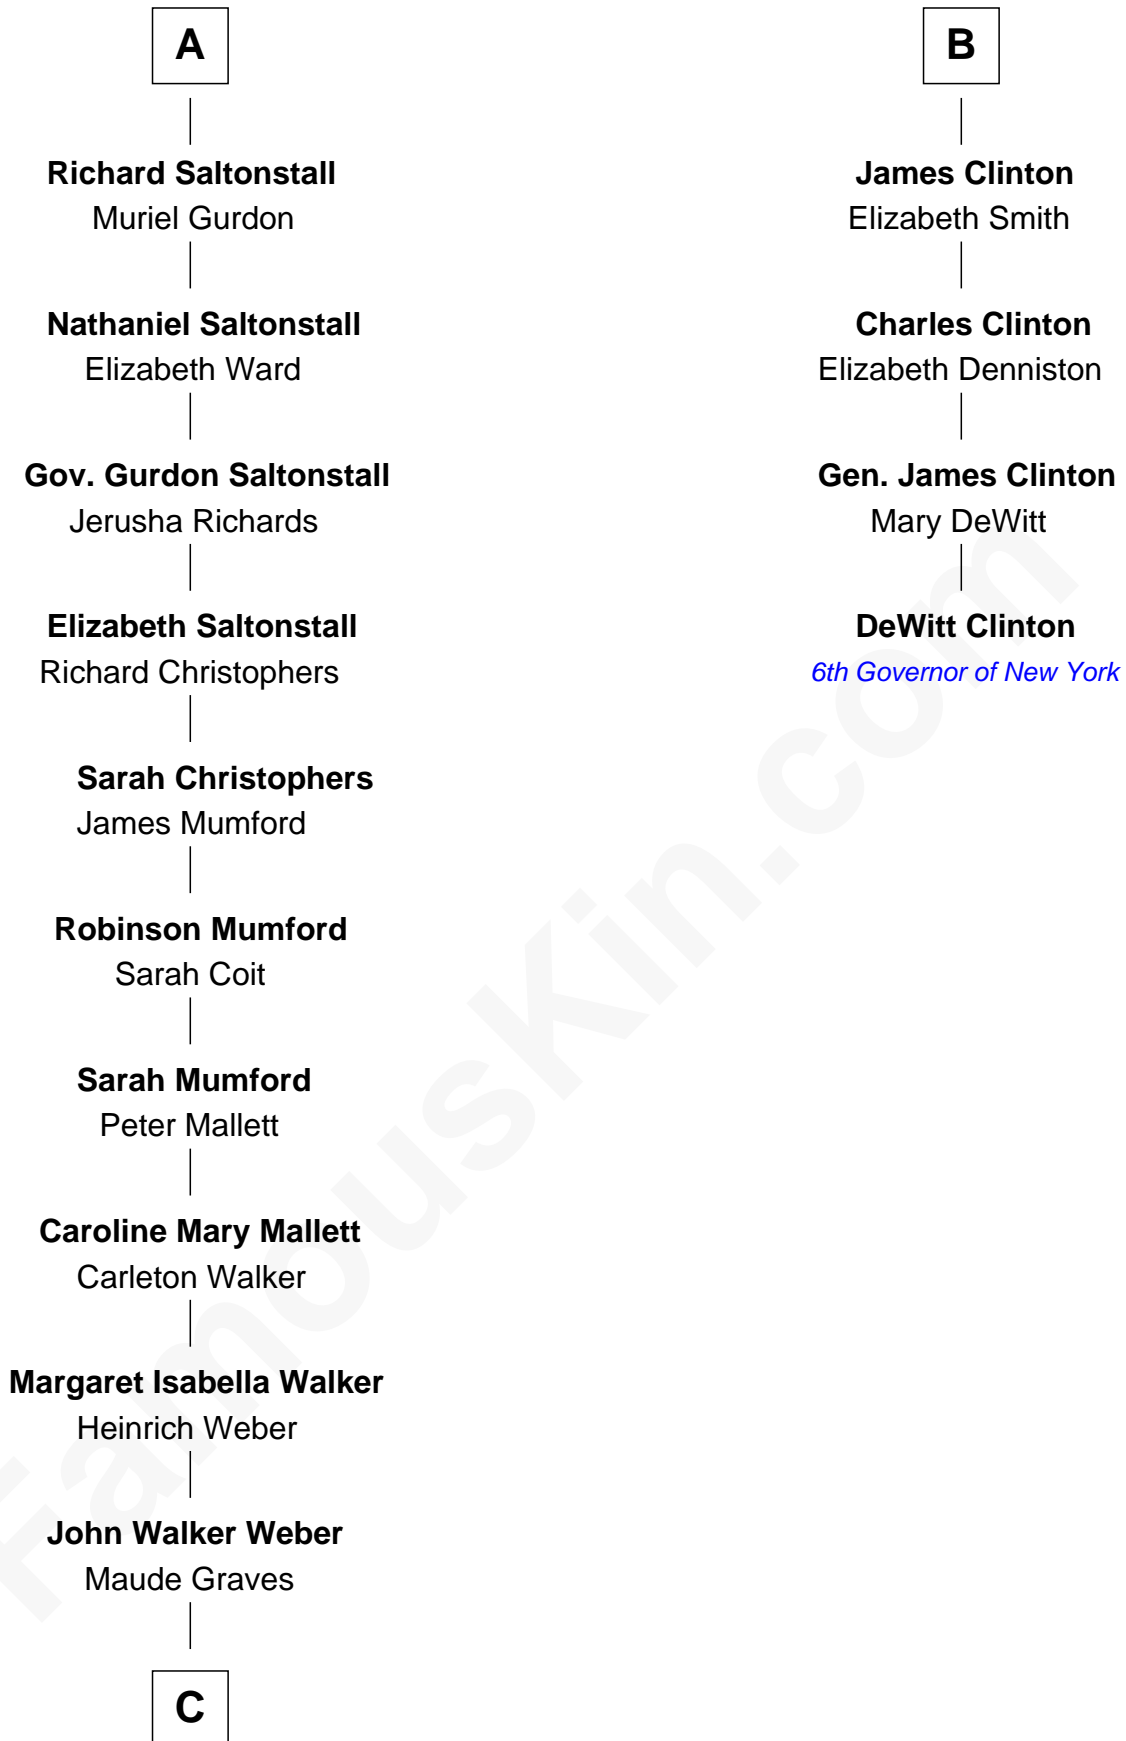 A
Richard Saltonstall
Muriel Gurdon
Nathaniel Saltonstall
Elizabeth Ward
Gov. Gurdon Saltonstall
Jerusha Richards
Elizabeth Saltonstall
Richard Christophers
Sarah Christophers
James Mumford
Robinson Mumford
Sarah Coit
Sarah Mumford
Peter Mallett
Caroline Mary Mallett
Carleton Walker
Margaret Isabella Walker
Heinrich Weber
John Walker Weber
Maude Graves
C
B
James Clinton
Elizabeth Smith
Charles Clinton
Elizabeth Denniston
Gen. James Clinton
Mary DeWitt
DeWitt Clinton
6th Governor of New York
FamousKin.com